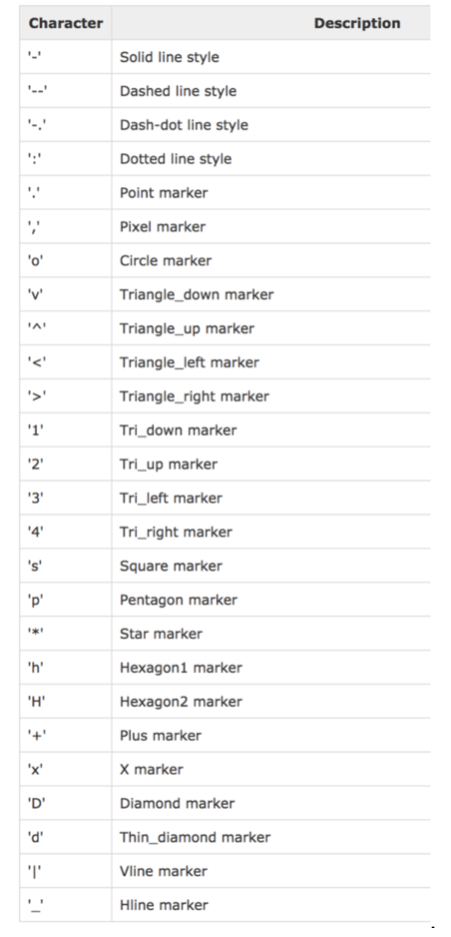 Character Description
'-' Solid line style
'--' Dashed line style
'-.' Dash-dot line style
':' Dotted line style
'.' Point marker
',' Pixel marker
'o' Circle marker
'v' Triangle_down marker
'^' Triangle_up marker
'<' Triangle_left marker
'>' Triangle_right marker
'1' Tri_down marker
'2' Tri_up marker
'3' Tri_left marker
'4' Tri_right marker
's' Square marker
'p' Pentagon marker
'*' Star marker
'h' Hexagon1 marker
'H' Hexagon2 marker
'+' Plus marker
'x' X marker
'D' Diamond marker
'd' Thin_diamond marker
'|' Vline marker
'_' Hline marker